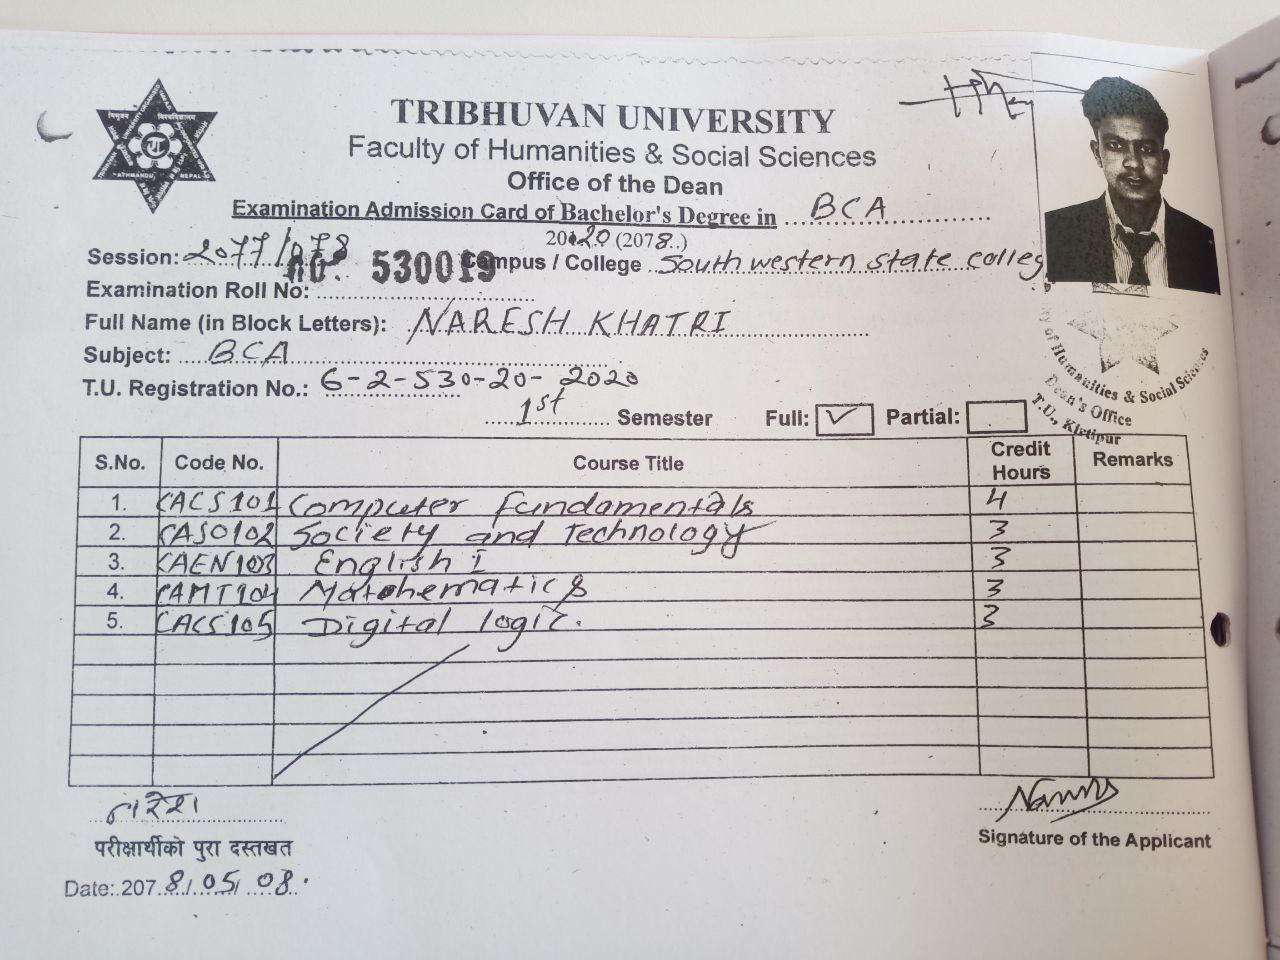 TRIBHUVAN UNIVERSITY
Faculty of Humanities & Social Sciences
Office of the Dean
Examination Admission Card of Bachelor's Degree in BCA
2020 (2078.)
Session: 2077/078
no. 530019
Campus / College South western state colleg
Examination Roll No:
Full Name (in Block Letters): NARESH KHATRI
Subject: BCA
T.U. Registration No.: 6-2-530-20-2020
1st Semester Full: ✓ Partial:
of Humanities & Social Scie
Dean's Office
T.U., Kirtipur
S.No. Code No. Course Title Credit Hours Remarks
1. CACS101 Computer Fundamentals 4
2. CASO102 Society and Technology 3
3. CAEN103 English I 3
4. CAMT104 Mathematics 3
5. CACS105 Digital logic. 3
नरेश
परीक्षार्थीको पुरा दस्तखत
Signature of the Applicant
Date: 2078/05/08.